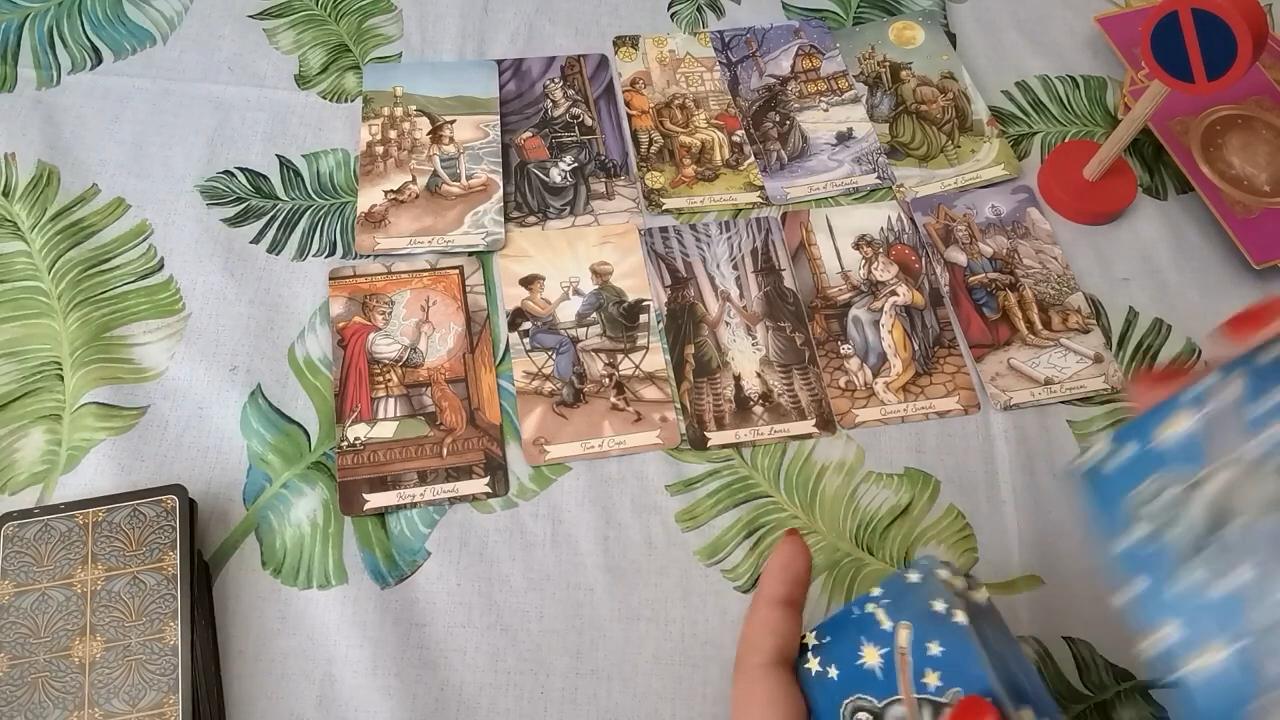 Nine of Cups
Ten of Pentacles
Five of Pentacles
Six of Swords
King of Wands
Two of Cups
6 • The Lovers
Queen of Swords
4 • The Emperor